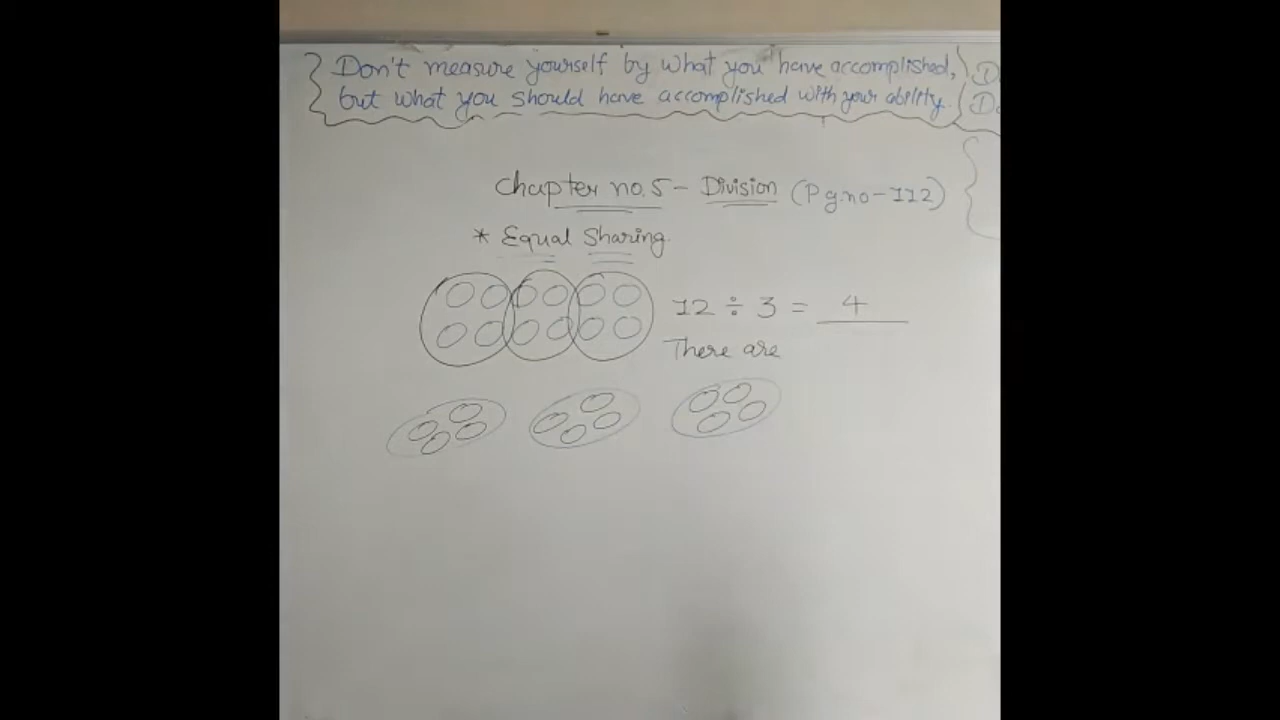 Don't measure yourself by what you have accomplished,
but what you should have accomplished with your ability.
D
Do
Chapter no. 5 - Division (Pg.no-112)
* Equal Sharing
12 ÷ 3 = 4
There are